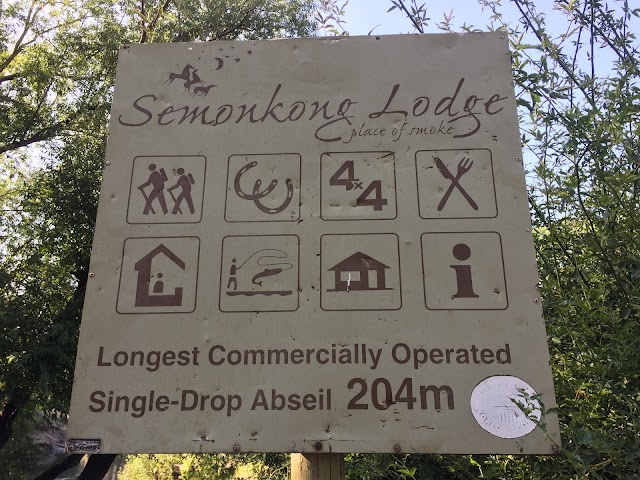 Semonkong Lodge
place of smoke
4x4
i
Longest Commercially Operated
Single-Drop Abseil 204m